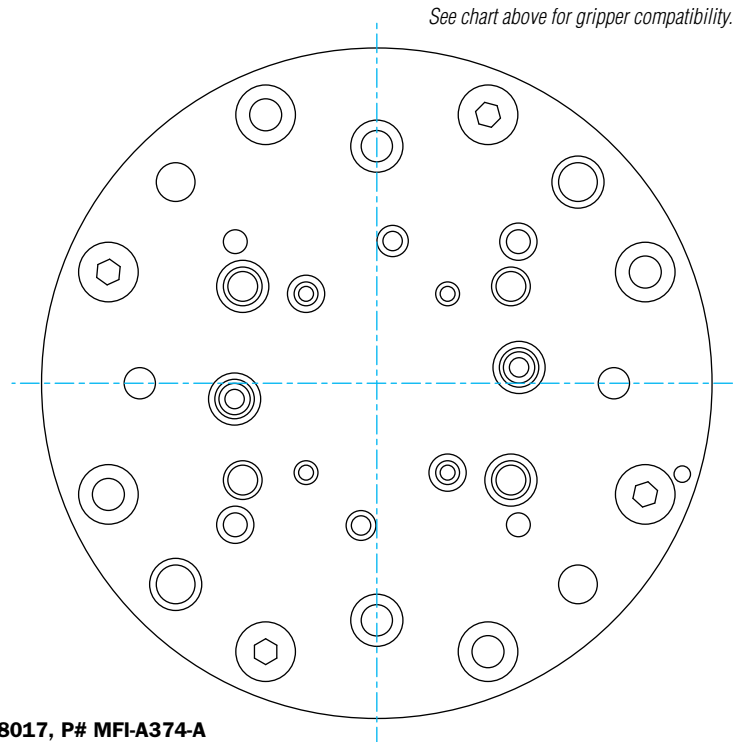 See chart above for gripper compatibility.
8017, P# MFI-A374-A